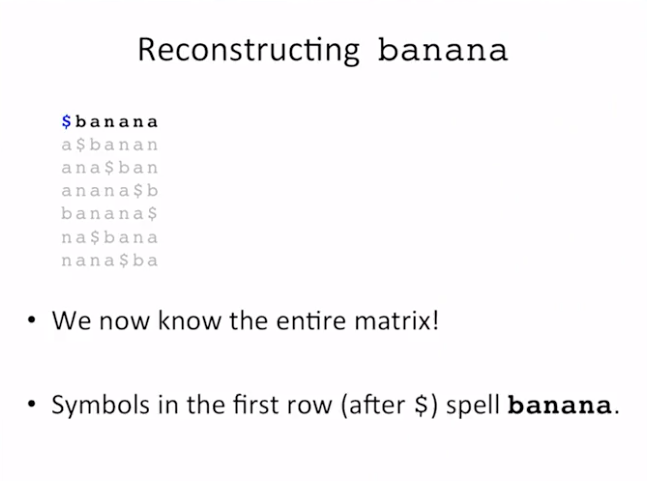 Reconstructing banana
$banana
a$banan
ana$ban
anana$b
banana$
na$bana
nana$ba
• We now know the entire matrix!
• Symbols in the first row (after $) spell banana.